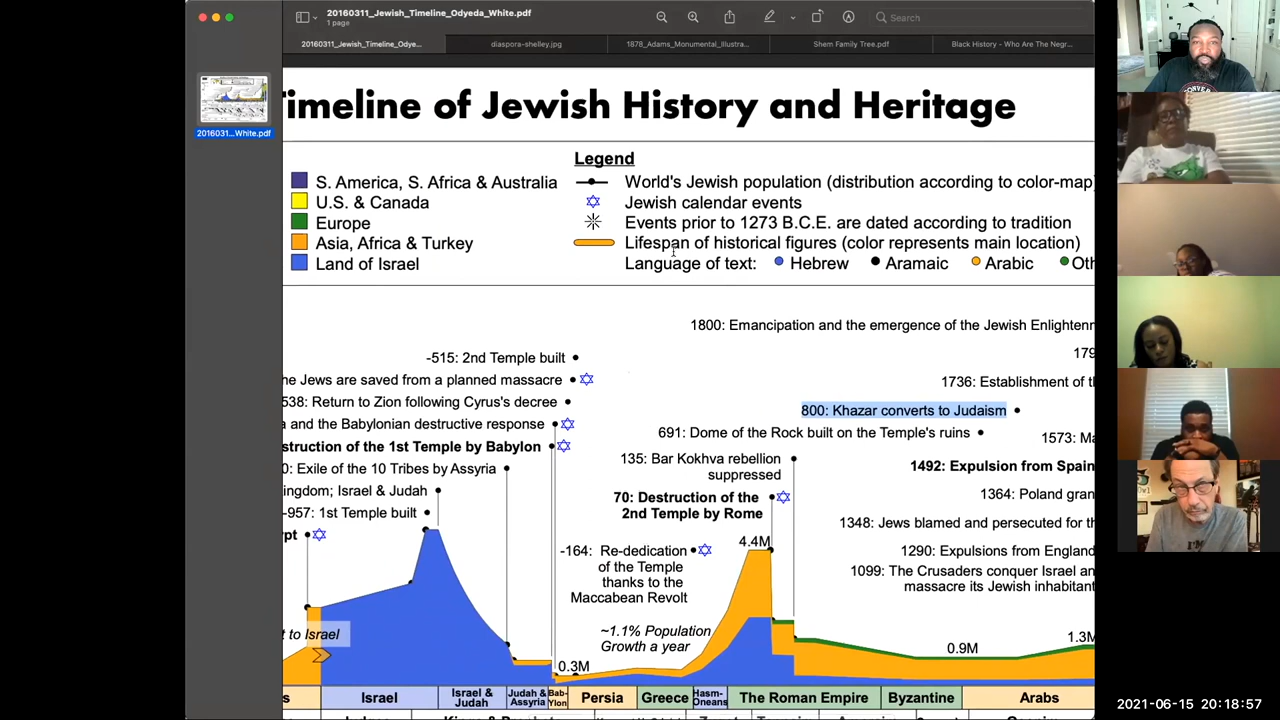 20160311_Jewish_Timeline_Odyeda_White.pdf
1 page
Search
20160311_Jewish_Timeline_Odye...
diaspora-shelley.jpg
1878_Adams_Monumental_Illustra...
Shem Family Tree.pdf
Black History - Who Are The Negr...
2016031...White.pdf
Timeline of Jewish History and Heritage
Legend
S. America, S. Africa & Australia
U.S. & Canada
Europe
Asia, Africa & Turkey
Land of Israel
World's Jewish population (distribution according to color-map)
Jewish calendar events
Events prior to 1273 B.C.E. are dated according to tradition
Lifespan of historical figures (color represents main location)
Language of text: Hebrew Aramaic Arabic Oth
1800: Emancipation and the emergence of the Jewish Enlightenn
-515: 2nd Temple built
179
he Jews are saved from a planned massacre
1736: Establishment of t
538: Return to Zion following Cyrus's decree
800: Khazar converts to Judaism
a and the Babylonian destructive response
691: Dome of the Rock built on the Temple's ruins
1573: Ma
struction of the 1st Temple by Babylon
135: Bar Kokhva rebellion
suppressed
0: Exile of the 10 Tribes by Assyria
1492: Expulsion from Spain
ingdom; Israel & Judah
70: Destruction of the
2nd Temple by Rome
1364: Poland gran
-957: 1st Temple built
1348: Jews blamed and persecuted for th
pt
4.4M
-164: Re-dedication
of the Temple
thanks to the
Maccabean Revolt
1290: Expulsions from England
1099: The Crusaders conquer Israel an
massacre its Jewish inhabitant
t to Israel
~1.1% Population
Growth a year
0.3M
0.9M
1.3M
s
Israel
Israel &
Judah
Judah &
Assyria
Bab-
Ylon
Persia
Greece
Hasm-
Oneans
The Roman Empire
Byzantine
Arabs
2021-06-15 20:18:57